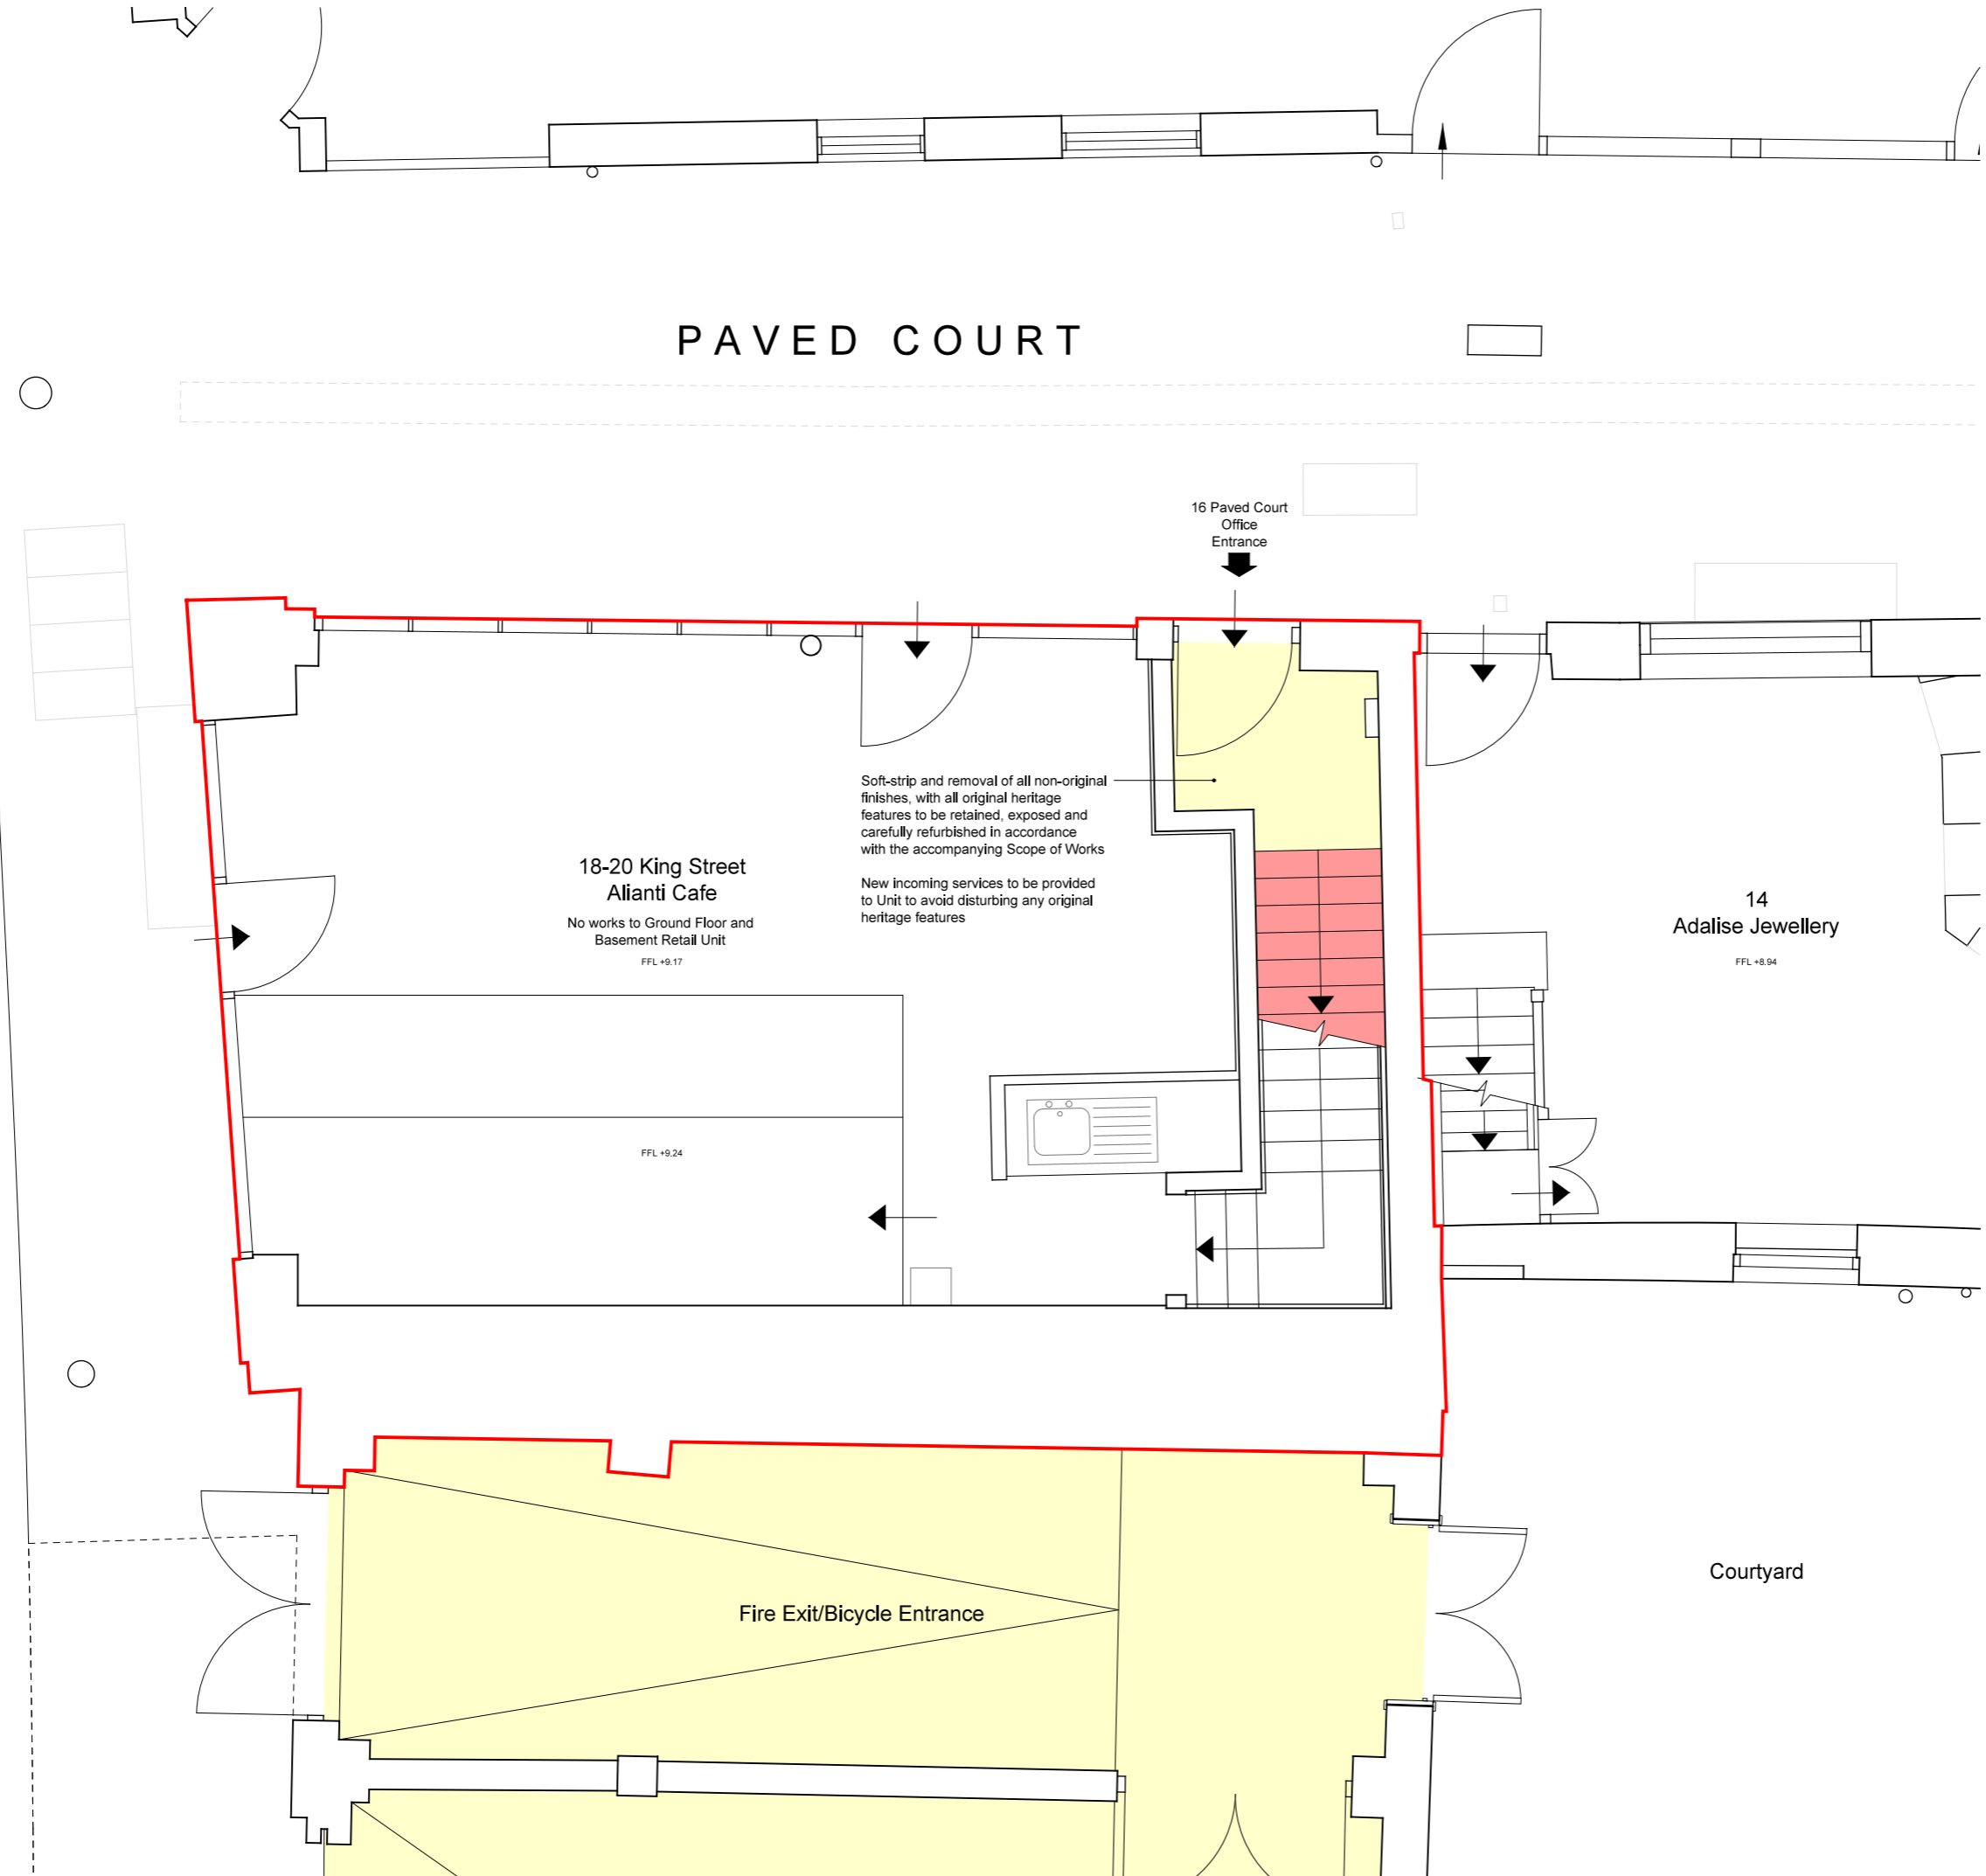 PAVED COURT
16 Paved Court
Office
Entrance
Soft-strip and removal of all non-original
finishes, with all original heritage
features to be retained, exposed and
carefully refurbished in accordance
with the accompanying Scope of Works
New incoming services to be provided
to Unit to avoid disturbing any original
heritage features
18-20 King Street
Alianti Cafe
No works to Ground Floor and
Basement Retail Unit
FFL +9.17
14
Adalise Jewellery
FFL +8.94
FFL +9.24
Courtyard
Fire Exit/Bicycle Entrance